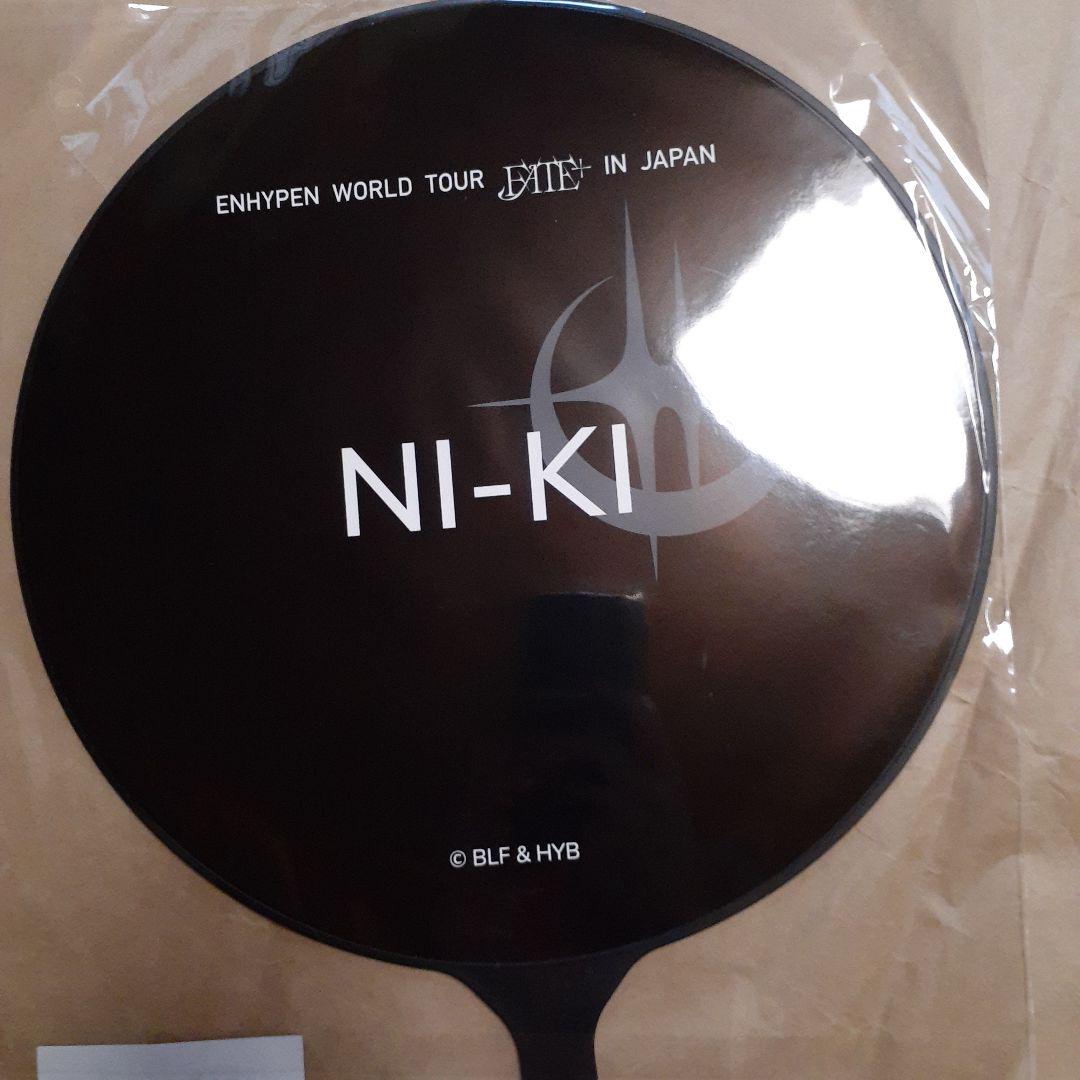 ENHYPEN WORLD TOUR FATE+ IN JAPAN
NI-KI
© BLF & HYB